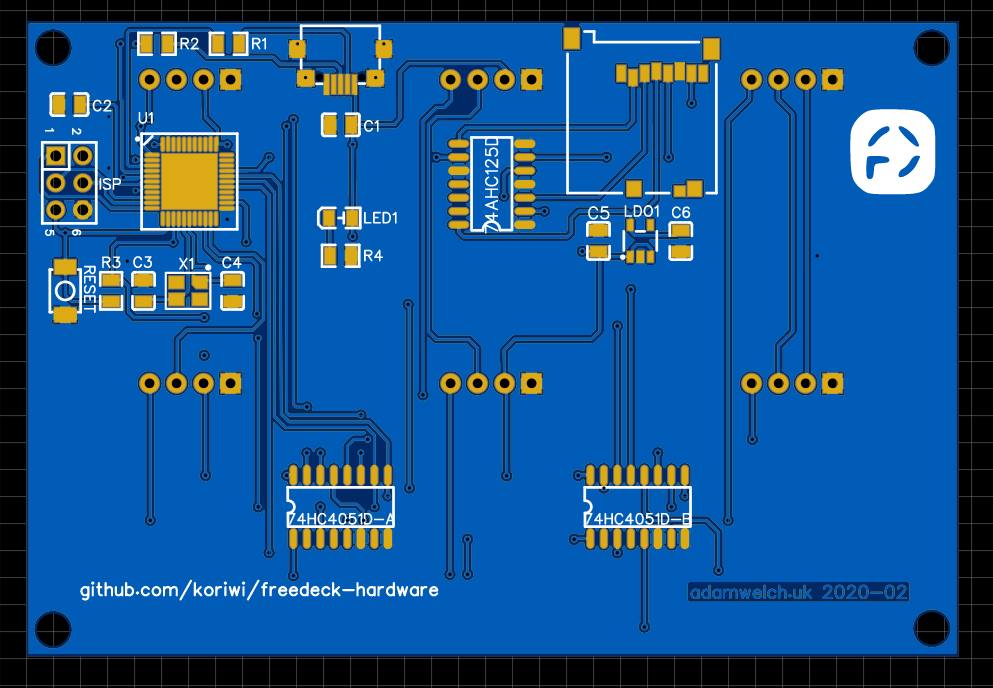 R2
R1
C2
U1
C1
1 2
74AHC125D
ISP
5 6
LED1
C5
LDO1
C6
R4
R3
C3
X1
C4
RESET
74HC4051D-A
74HC4051D-B
github.com/koriwi/freedeck-hardware
adamwelch.uk 2020-02